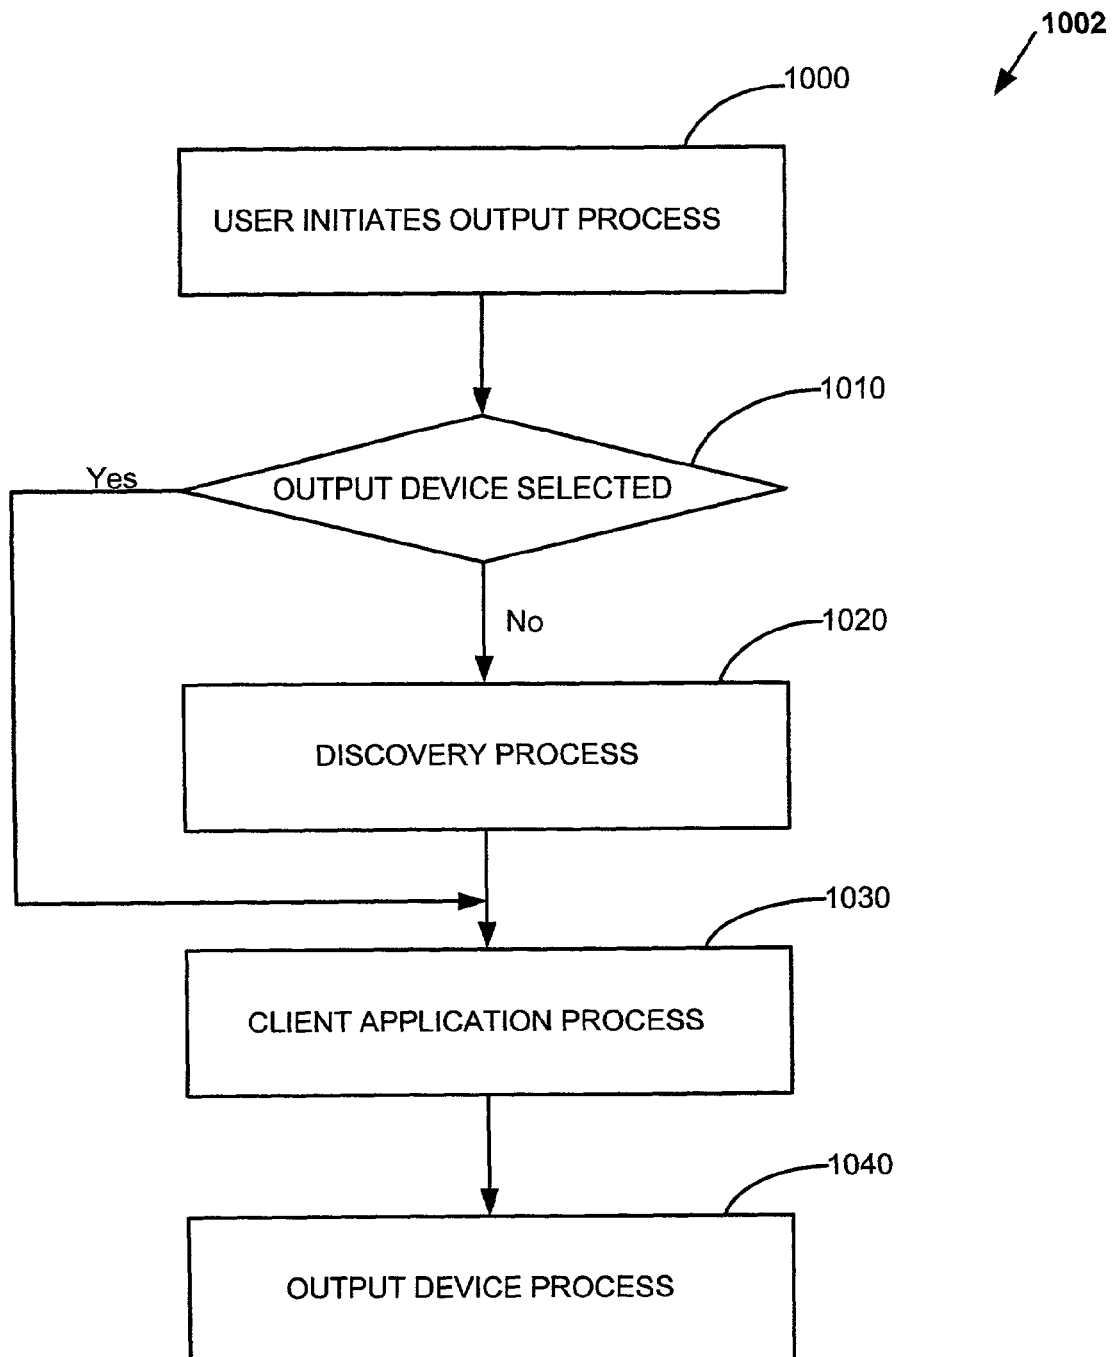 1002
1000
USER INITIATES OUTPUT PROCESS
1010
Yes
OUTPUT DEVICE SELECTED
No
1020
DISCOVERY PROCESS
1030
CLIENT APPLICATION PROCESS
1040
OUTPUT DEVICE PROCESS